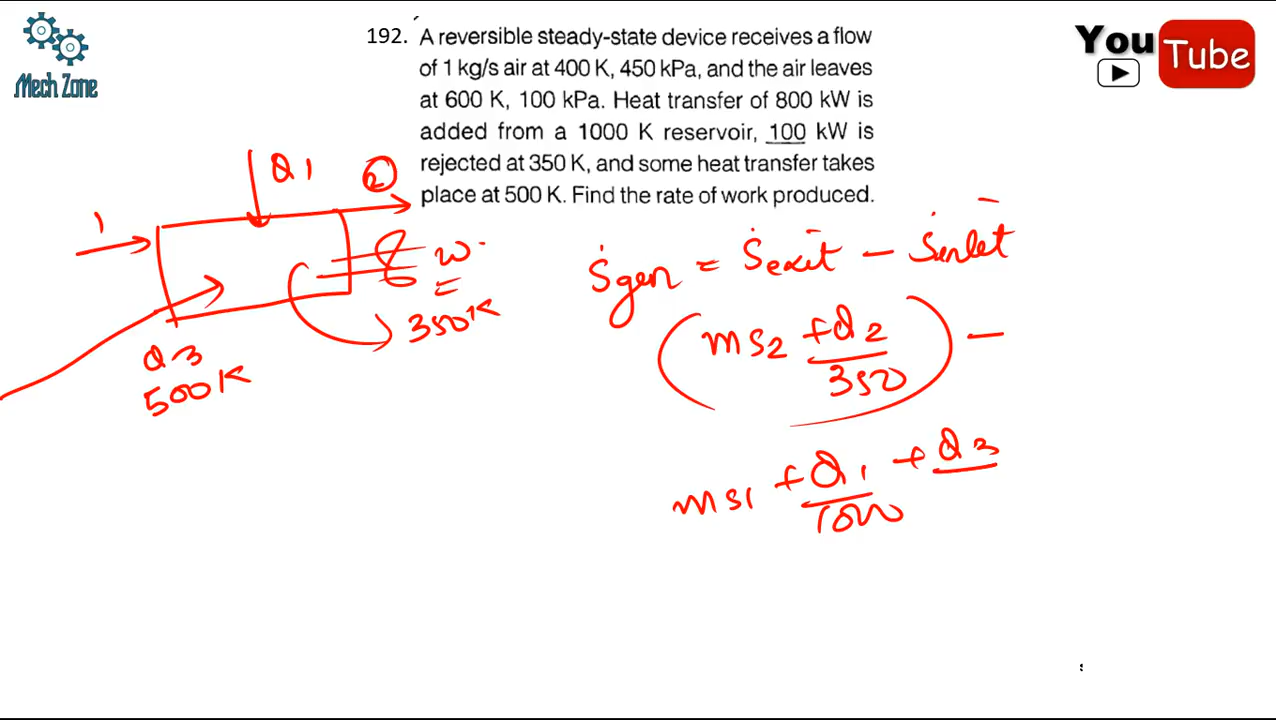 Mech Zone
You Tube
192. A reversible steady-state device receives a flow
of 1 kg/s air at 400 K, 450 kPa, and the air leaves
at 600 K, 100 kPa. Heat transfer of 800 kW is
added from a 1000 K reservoir, 100 kW is
rejected at 350 K, and some heat transfer takes
place at 500 K. Find the rate of work produced.
1
Q1
2
W
350K
Q3
500K
Ṡgen = Ṡexit - Ṡinlet
(ms2 + Q2/350) -
ms1 + Q1/1000 + Q3